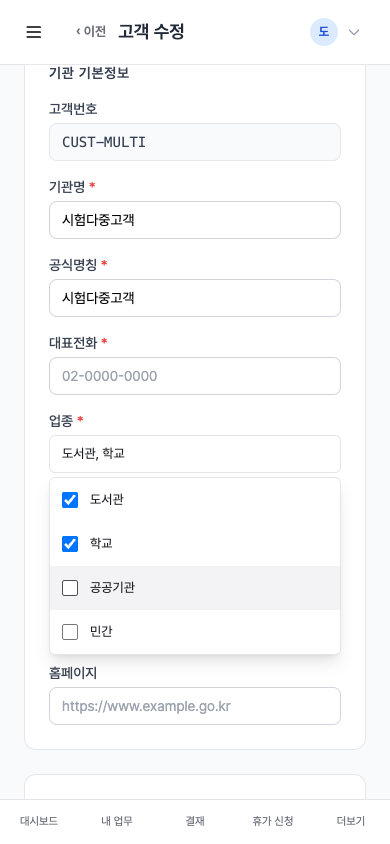 ‹ 이전 고객 수정 도
기관 기본정보
고객번호
CUST-MULTI
기관명 *
시험다중고객
공식명칭 *
시험다중고객
대표전화 *
02-0000-0000
업종 *
도서관, 학교
도서관
학교
공공기관
민간
홈페이지
https://www.example.go.kr
대시보드 내 업무 결재 휴가 신청 더보기